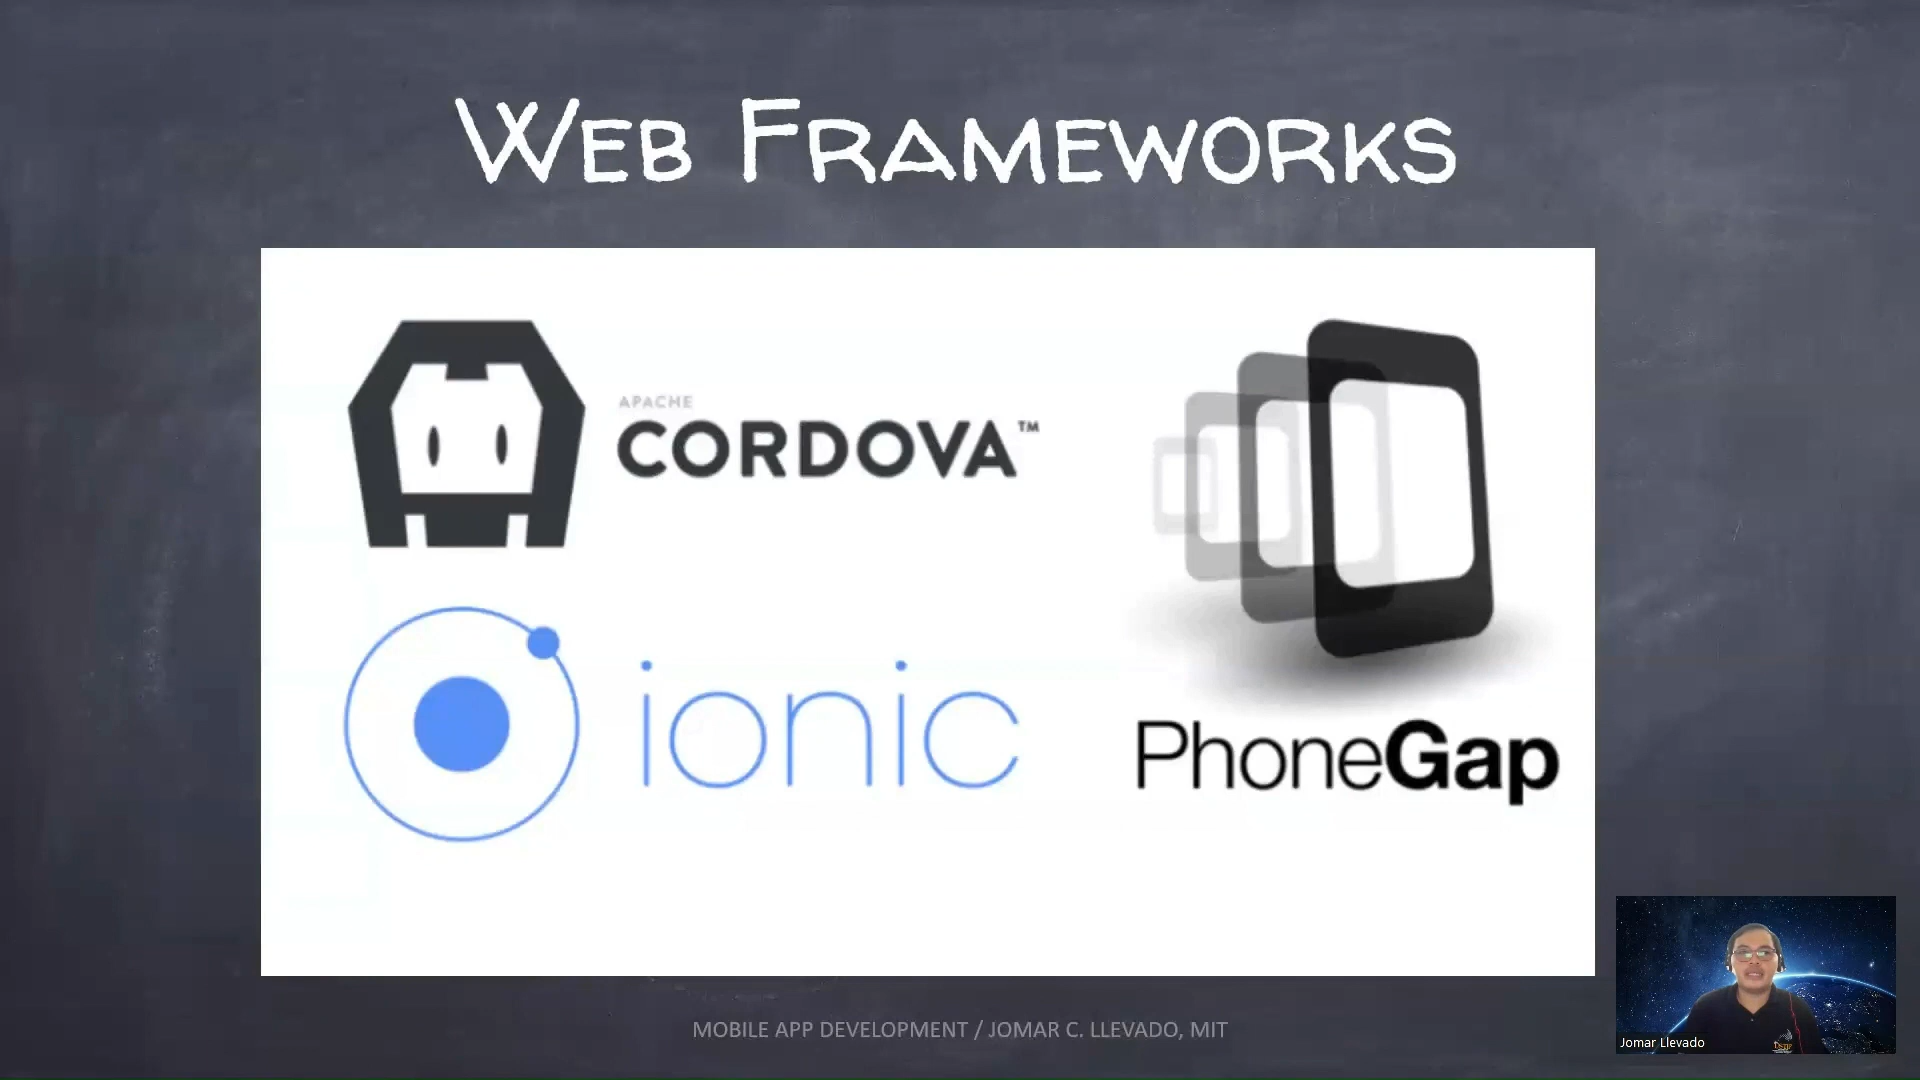 WEB FRAMEWORKS
APACHE
CORDOVA™
ionic
PhoneGap
MOBILE APP DEVELOPMENT / JOMAR C. LLEVADO, MIT
Jomar Llevado